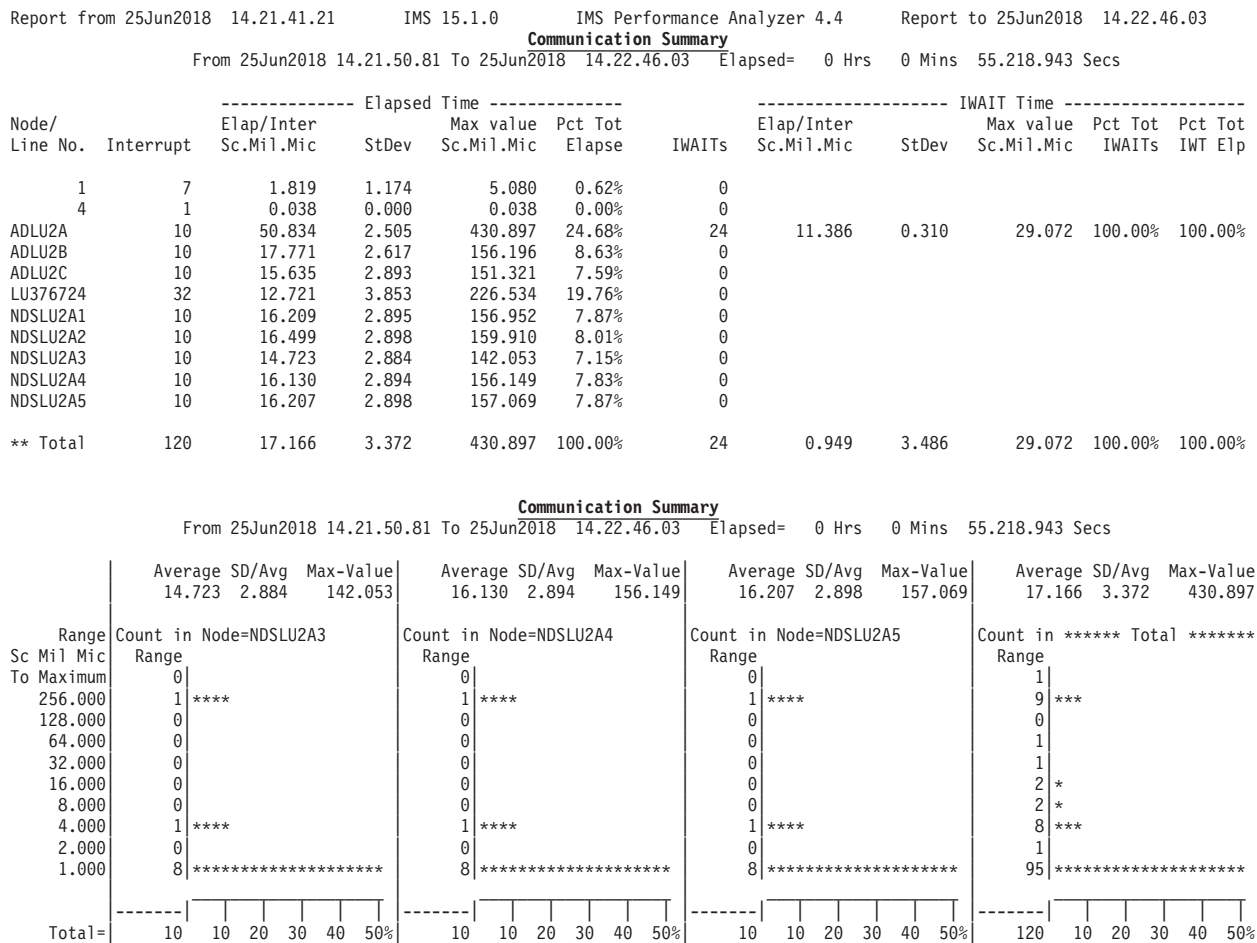 Report from 25Jun2018 14.21.41.21 IMS 15.1.0 IMS Performance Analyzer 4.4 Report to 25Jun2018 14.22.46.03
Communication Summary
From 25Jun2018 14.21.50.81 To 25Jun2018 14.22.46.03 Elapsed= 0 Hrs 0 Mins 55.218.943 Secs
-------------- Elapsed Time -------------- ------------------- IWAIT Time -------------------
Node/ Elap/Inter Max value Pct Tot Elap/Inter Max value Pct Tot Pct Tot
Line No. Interrupt Sc.Mil.Mic StDev Sc.Mil.Mic Elapse IWAITs Sc.Mil.Mic StDev Sc.Mil.Mic IWAITs IWT Elp
1 7 1.819 1.174 5.080 0.62% 0
4 1 0.038 0.000 0.038 0.00% 0
ADLU2A 10 50.834 2.505 430.897 24.68% 24 11.386 0.310 29.072 100.00% 100.00%
ADLU2B 10 17.771 2.617 156.196 8.63% 0
ADLU2C 10 15.635 2.893 151.321 7.59% 0
LU376724 32 12.721 3.853 226.534 19.76% 0
NDSLU2A1 10 16.209 2.895 156.952 7.87% 0
NDSLU2A2 10 16.499 2.898 159.910 8.01% 0
NDSLU2A3 10 14.723 2.884 142.053 7.15% 0
NDSLU2A4 10 16.130 2.894 156.149 7.83% 0
NDSLU2A5 10 16.207 2.898 157.069 7.87% 0
** Total 120 17.166 3.372 430.897 100.00% 24 0.949 3.486 29.072 100.00% 100.00%
Communication Summary
From 25Jun2018 14.21.50.81 To 25Jun2018 14.22.46.03 Elapsed= 0 Hrs 0 Mins 55.218.943 Secs
| Average SD/Avg Max-Value| Average SD/Avg Max-Value| Average SD/Avg Max-Value| Average SD/Avg Max-Value
| 14.723 2.884 142.053| 16.130 2.894 156.149| 16.207 2.898 157.069| 17.166 3.372 430.897
Range|Count in Node=NDSLU2A3 |Count in Node=NDSLU2A4 |Count in Node=NDSLU2A5 |Count in ****** Total *******
Sc Mil Mic| Range | Range | Range | Range
To Maximum| 0| | 0| | 0| | 1|
256.000| 1|**** | 1|**** | 1|**** | 9|***
128.000| 0| | 0| | 0| | 0|
64.000| 0| | 0| | 0| | 1|
32.000| 0| | 0| | 0| | 1|
16.000| 0| | 0| | 0| | 2|*
8.000| 0| | 0| | 0| | 2|*
4.000| 1|**** | 1|**** | 1|**** | 8|***
2.000| 0| | 0| | 0| | 1|
1.000| 8|******************** | 8|******************** | 8|******************** | 95|********************
|-------| | | | | | |-------| | | | | | |-------| | | | | | |-------| | | | | |
Total=| 10 10 20 30 40 50%| 10 10 20 30 40 50%| 10 10 20 30 40 50%| 120 10 20 30 40 50%